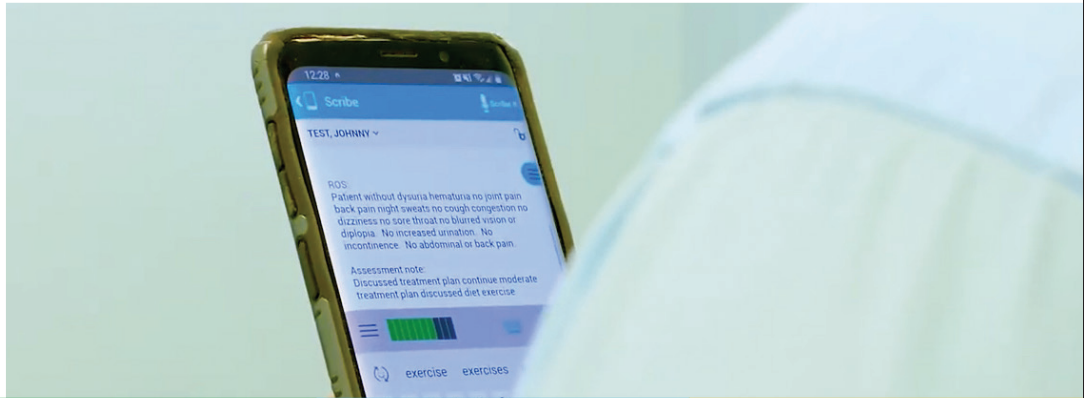 12:28
Scribe
Scribe it
TEST, JOHNNY
ROS:
Patient without dysuria hematuria no joint pain
back pain night sweats no cough congestion no
dizziness no sore throat no blurred vision or
diplopia. No increased urination. No
incontinence. No abdominal or back pain.
Assessment note:
Discussed treatment plan continue moderate
treatment plan discussed diet exercise
exercise exercises